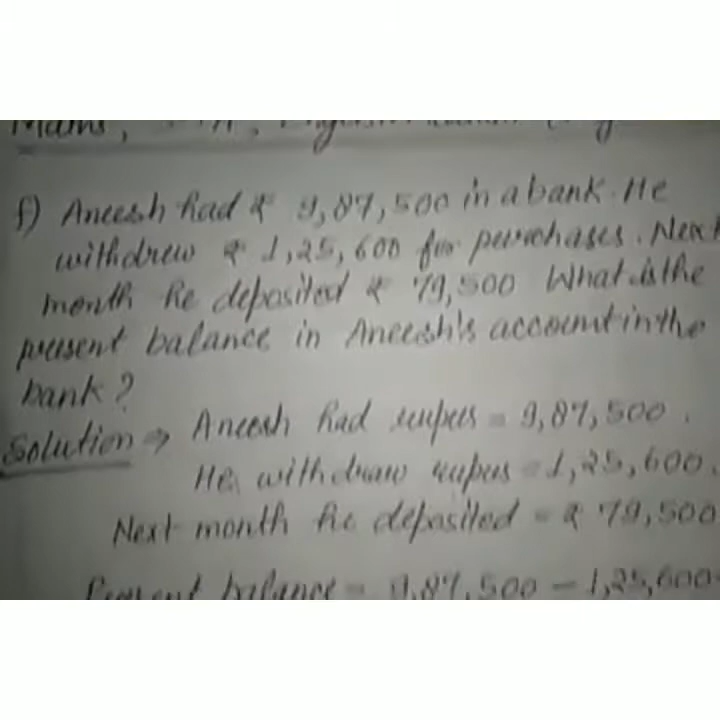 Mams,
f) Aneesh had ₹ 9,87,500 in a bank. He
withdrew ₹ 1,25,600 for purchases. Next
month he deposited ₹ 79,500 What is the
present balance in Aneesh's account in the
bank?
Solution ⇒ Aneesh had rupees = 9,87,500.
He withdraw rupees = 1,25,600.
Next month he deposited = ₹ 79,500
Present balance = 9,87,500 - 1,25,600